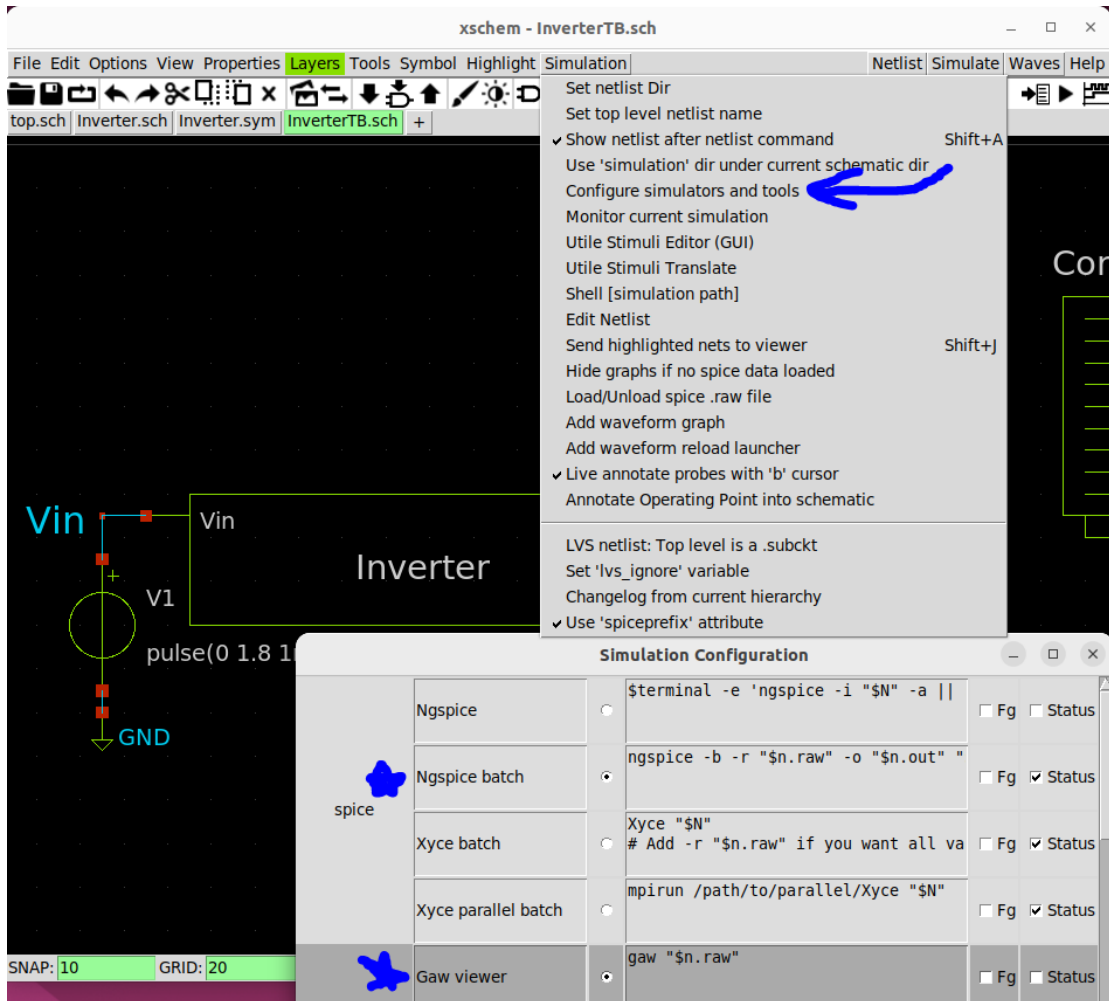 xschem - InverterTB.sch
File Edit Options View Properties Layers Tools Symbol Highlight Simulation Netlist Simulate Waves Help
top.sch Inverter.sch Inverter.sym InverterTB.sch +
Set netlist Dir
Set top level netlist name
Show netlist after netlist command Shift+A
Use 'simulation' dir under current schematic dir
Configure simulators and tools
Monitor current simulation
Utile Stimuli Editor (GUI)
Utile Stimuli Translate
Shell [simulation path]
Edit Netlist
Send highlighted nets to viewer Shift+J
Hide graphs if no spice data loaded
Load/Unload spice .raw file
Add waveform graph
Add waveform reload launcher
Live annotate probes with 'b' cursor
Annotate Operating Point into schematic
LVS netlist: Top level is a .subckt
Set 'lvs_ignore' variable
Changelog from current hierarchy
Use 'spiceprefix' attribute
Cor
Vin
Vin
Inverter
+
V1
pulse(0 1.8 1
GND
SNAP: 10 GRID: 20
Simulation Configuration
spice
Ngspice $terminal -e 'ngspice -i "$N" -a || Fg Status
Ngspice batch ngspice -b -r "$n.raw" -o "$n.out" " Fg Status
Xyce batch Xyce "$N"
# Add -r "$n.raw" if you want all va Fg Status
Xyce parallel batch mpirun /path/to/parallel/Xyce "$N" Fg Status
Gaw viewer gaw "$n.raw" Fg Status